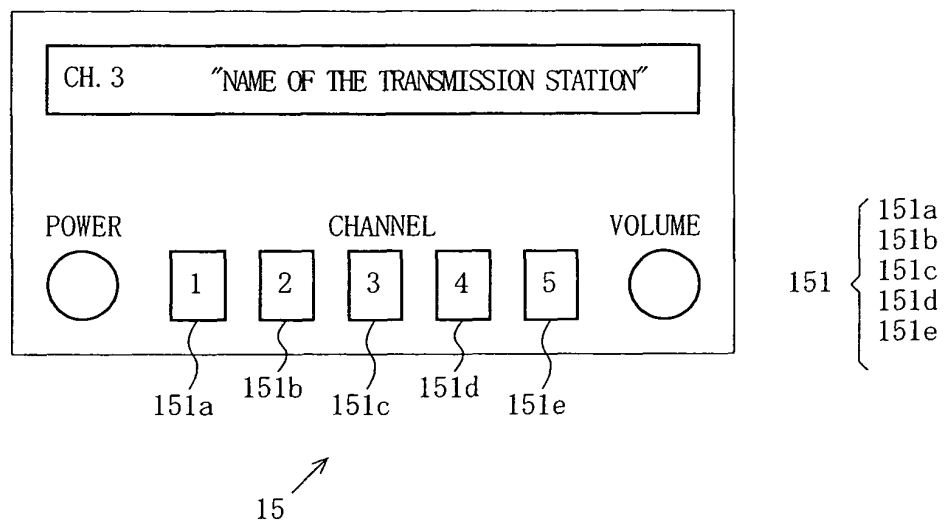 CH. 3 "NAME OF THE TRANSMISSION STATION"
POWER CHANNEL VOLUME
1 2 3 4 5
151a 151b 151c 151d 151e
151
151a
151b
151c
151d
151e
15